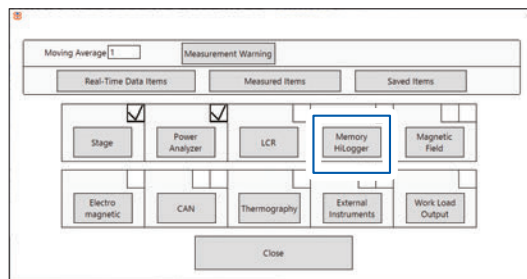 Moving Average 1 Measurement Warning
Real-Time Data Items Measured Items Saved Items
Stage Power Analyzer LCR Memory HiLogger Magnetic Field
Electro magnetic CAN Thermography External Instruments Work Load Output
Close